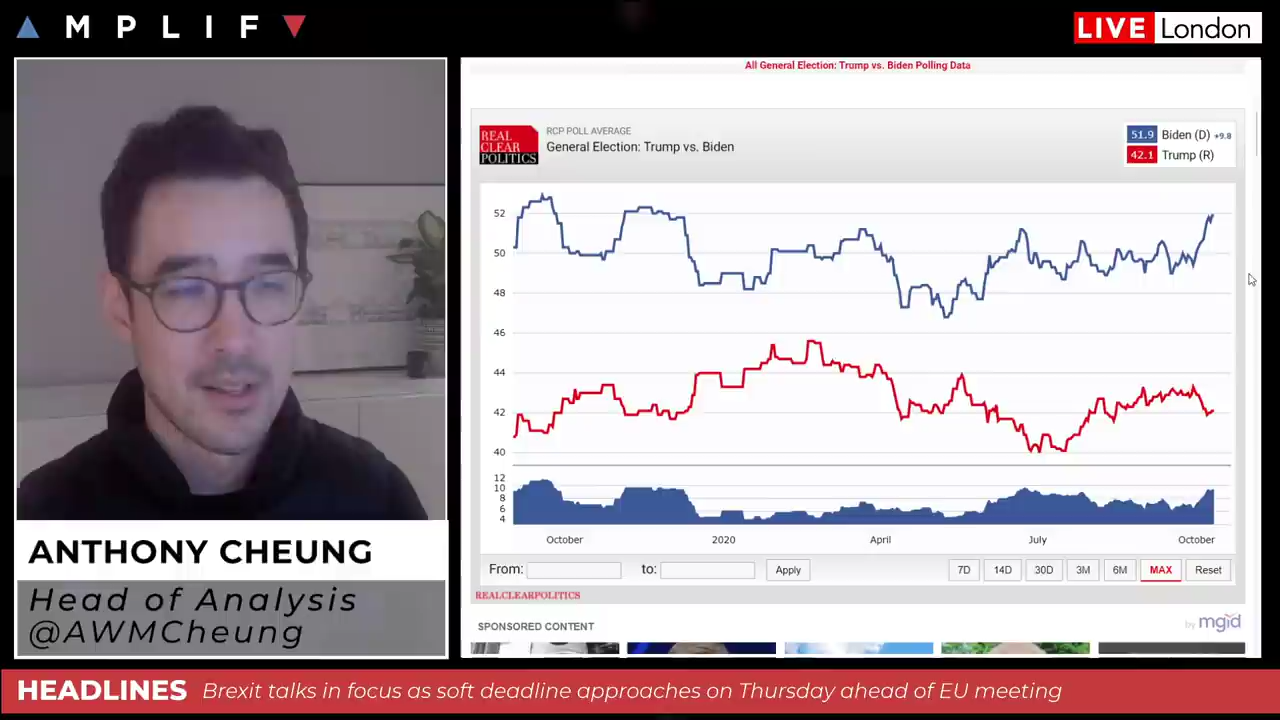 MPLIF
LIVE London
All General Election: Trump vs. Biden Polling Data
REAL CLEAR POLITICS
RCP POLL AVERAGE
General Election: Trump vs. Biden
51.9 Biden (D) +9.8
42.1 Trump (R)
52
50
48
46
44
42
40
12
10
8
6
4
October 2020 April July October
From: to: Apply 7D 14D 30D 3M 6M MAX Reset
REALCLEARPOLITICS
SPONSORED CONTENT
by mgid
ANTHONY CHEUNG
Head of Analysis
@AWMCheung
HEADLINES Brexit talks in focus as soft deadline approaches on Thursday ahead of EU meeting